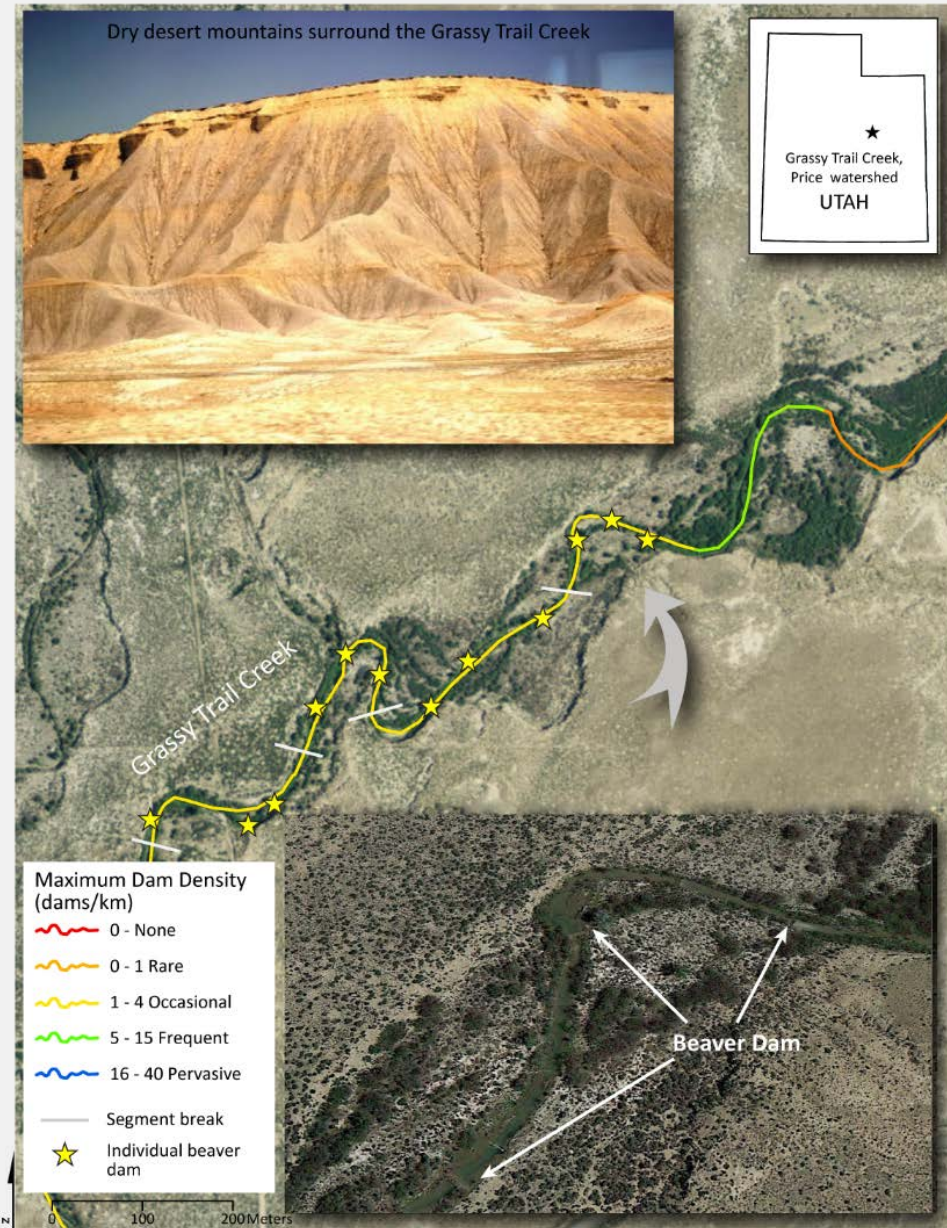 Dry desert mountains surround the Grassy Trail Creek
Grassy Trail Creek,
Price watershed
UTAH
Grassy Trail Creek
Maximum Dam Density
(dams/km)
0 - None
0 - 1 Rare
1 - 4 Occasional
5 - 15 Frequent
16 - 40 Pervasive
Segment break
Individual beaver
dam
Beaver Dam
N
0 100 200 Meters